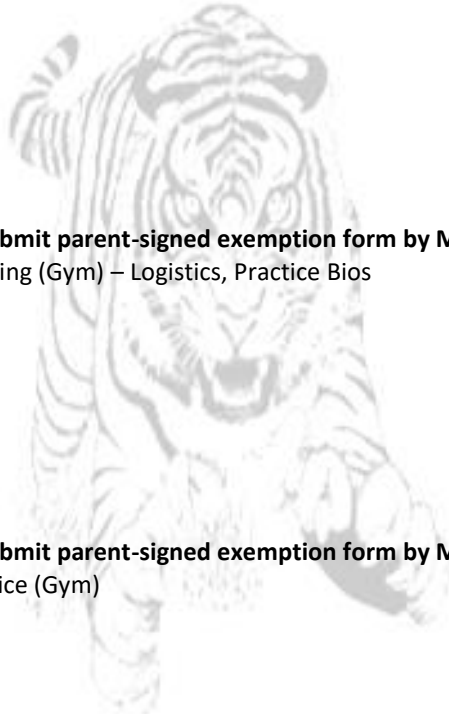 bmit parent-signed exemption form by M
ing (Gym) – Logistics, Practice Bios
bmit parent-signed exemption form by M
ice (Gym)